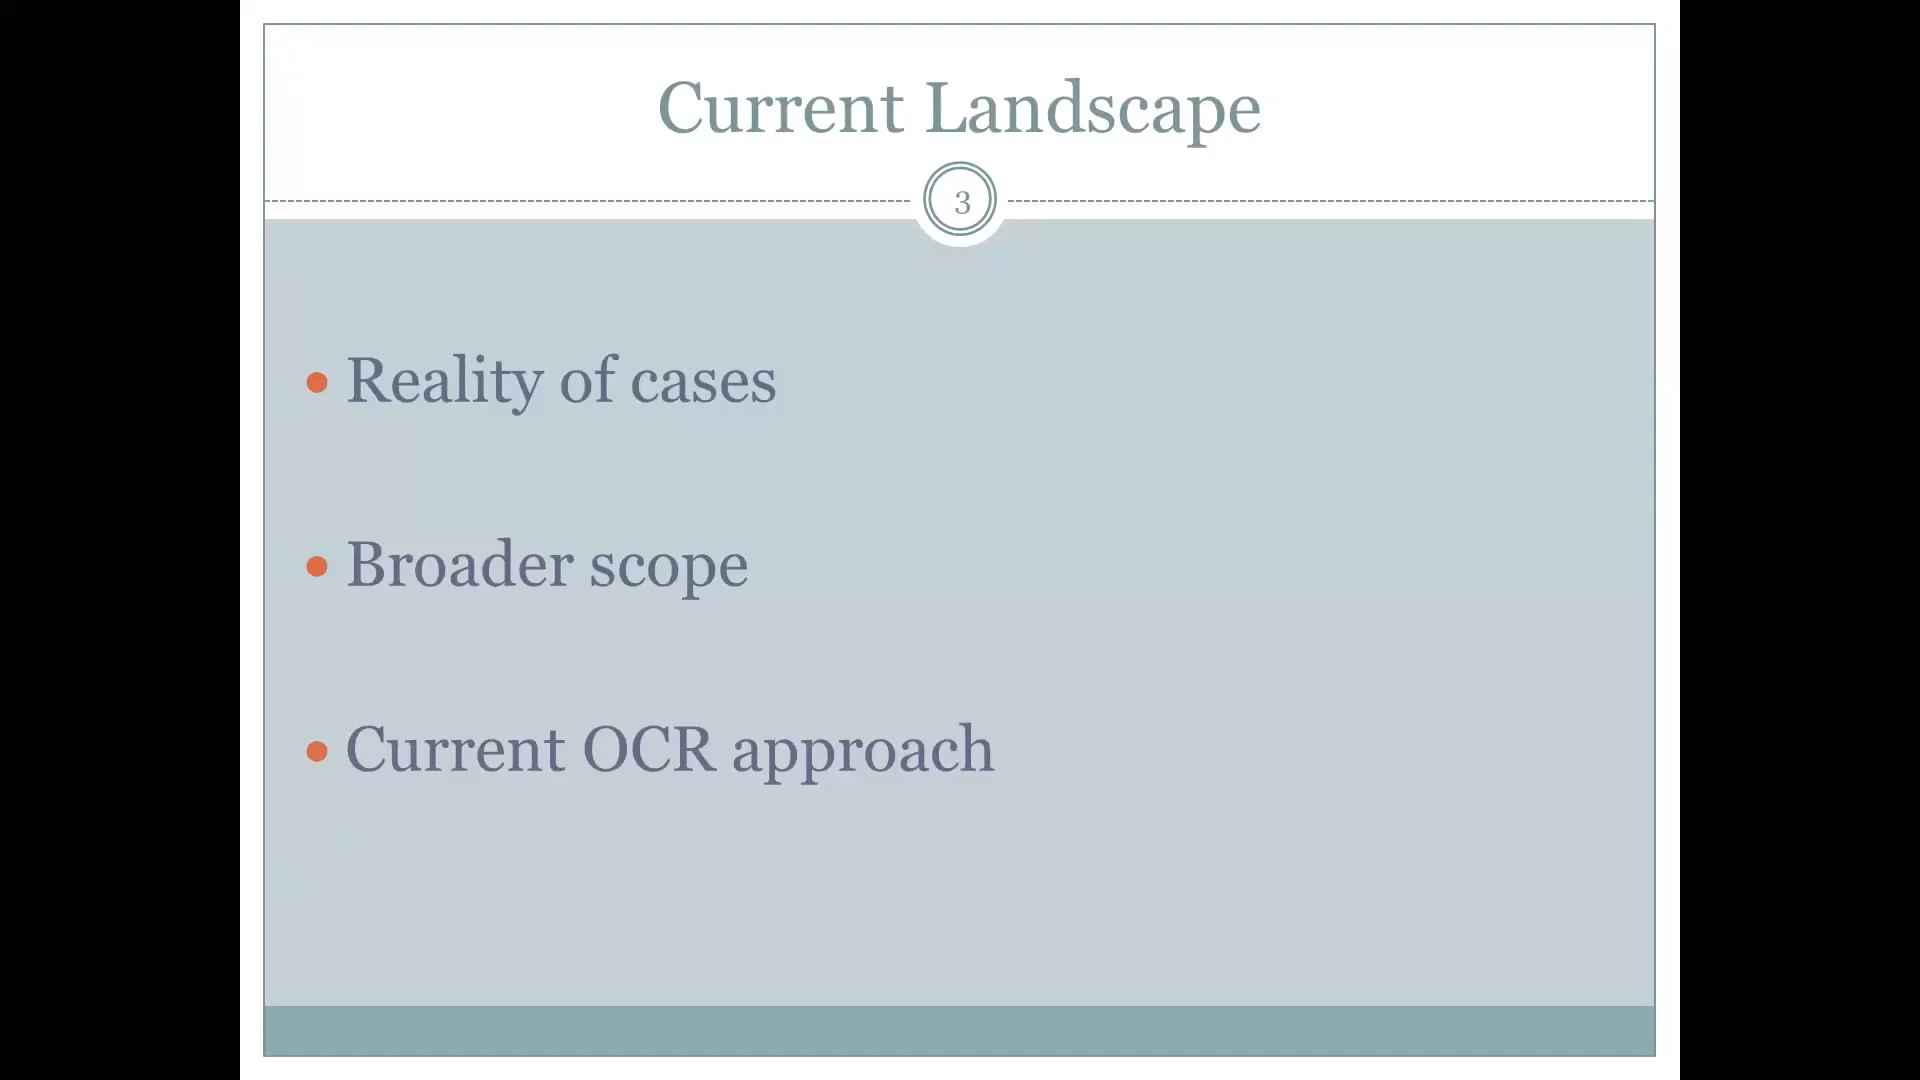 Current Landscape
3
• Reality of cases
• Broader scope
• Current OCR approach